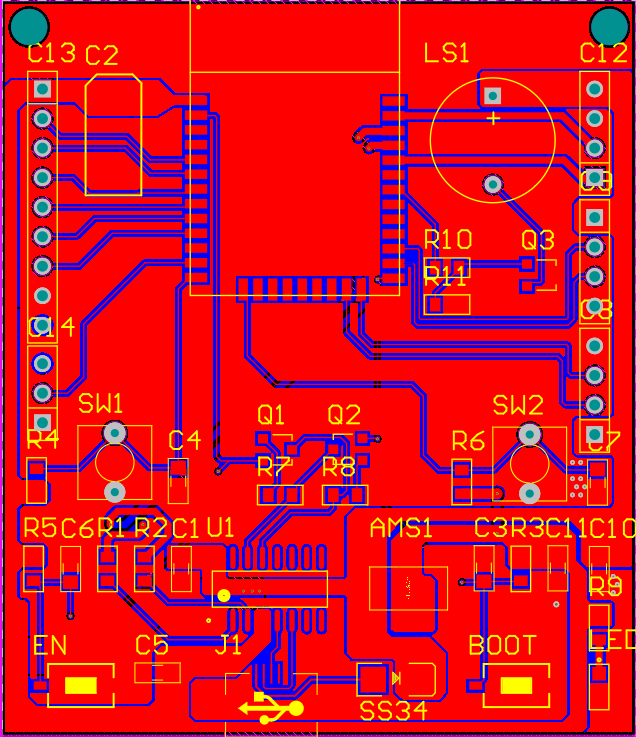 C13 C2 LS1 C12
+
C9
R10 Q3
R11
C8
C14
SW1 Q1 Q2 SW2
R4 C4 R7 R8 R6 C7
R5 C6 R1 R2 C1 U1 AMS1 C3 R3 C11 C10
R9
EN C5 J1 BOOT LED
SS34